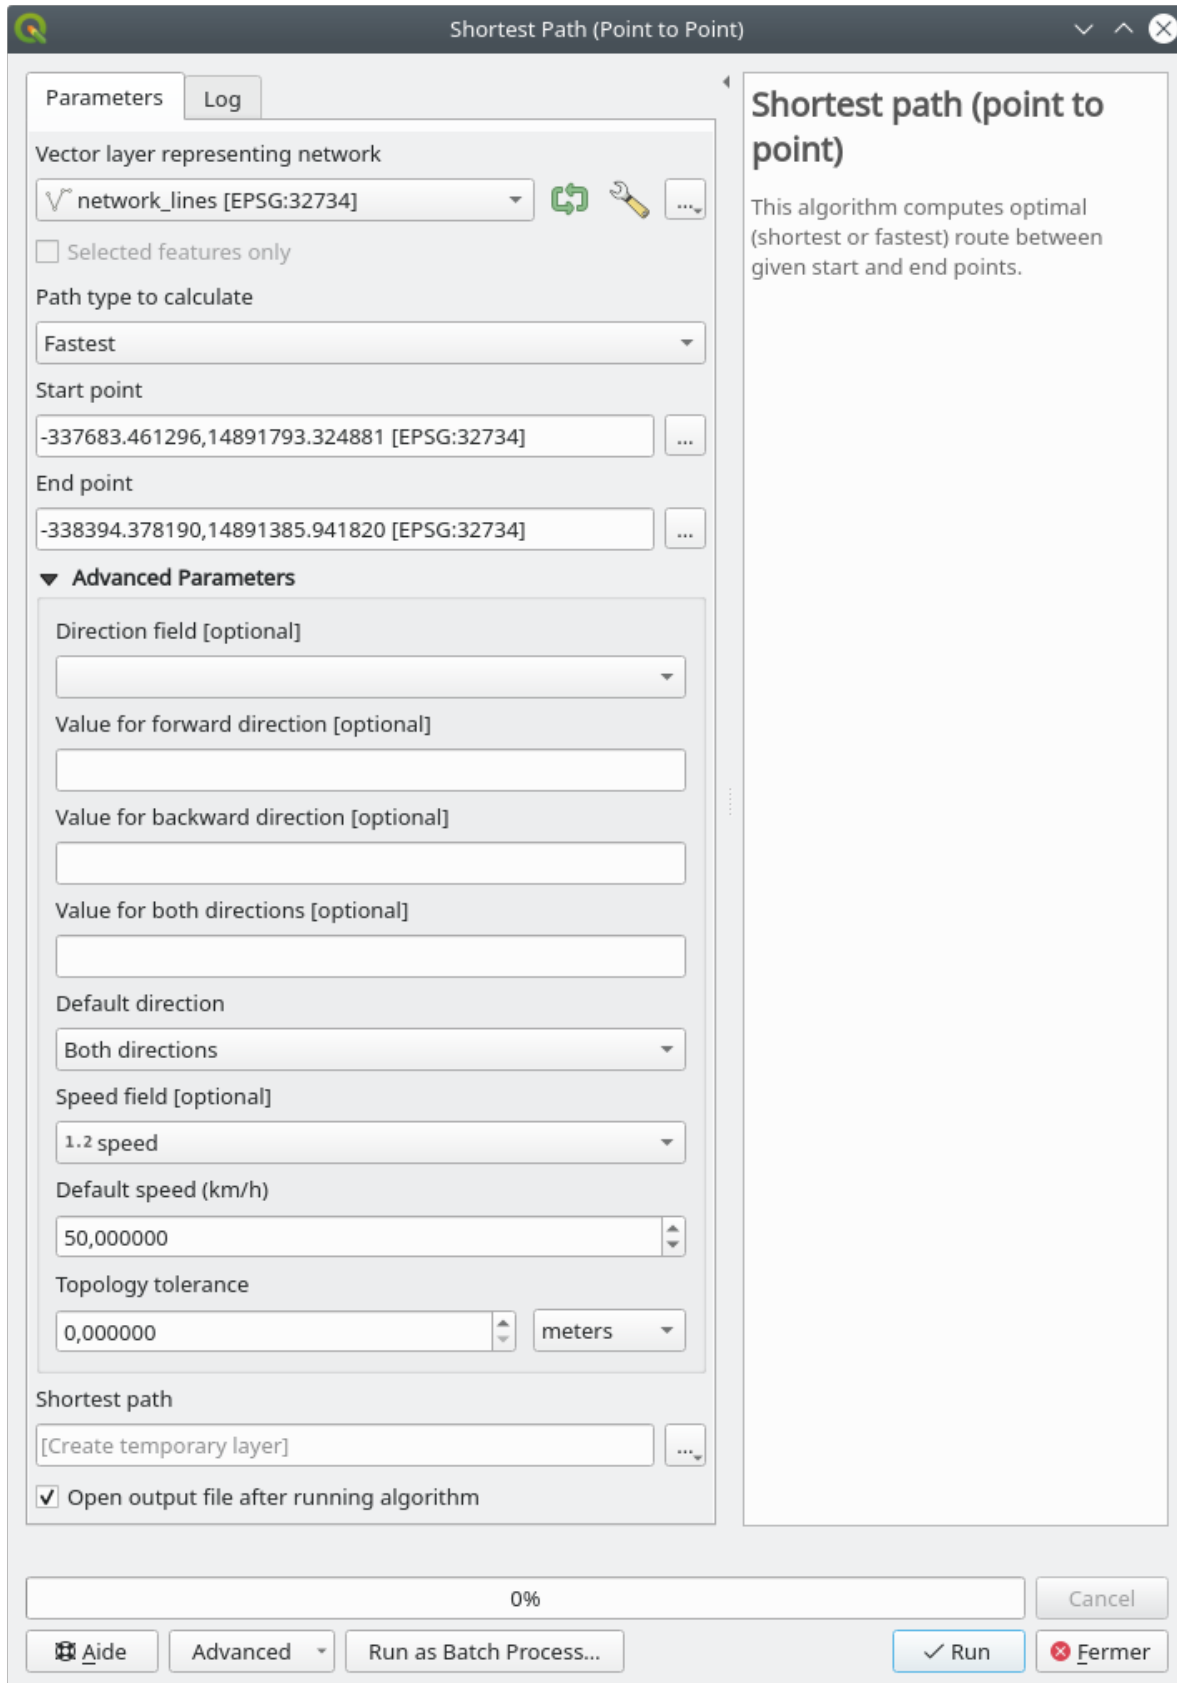 Shortest Path (Point to Point)
Parameters
Log
Vector layer representing network
network_lines [EPSG:32734]
...
Selected features only
Path type to calculate
Fastest
Start point
-337683.461296,14891793.324881 [EPSG:32734]
...
End point
-338394.378190,14891385.941820 [EPSG:32734]
...
Advanced Parameters
Direction field [optional]
Value for forward direction [optional]
Value for backward direction [optional]
Value for both directions [optional]
Default direction
Both directions
Speed field [optional]
1.2 speed
Default speed (km/h)
50,000000
Topology tolerance
0,000000
meters
Shortest path
[Create temporary layer]
...
Open output file after running algorithm
Shortest path (point to
point)
This algorithm computes optimal
(shortest or fastest) route between
given start and end points.
0%
Cancel
Aide
Advanced
Run as Batch Process...
Run
Fermer